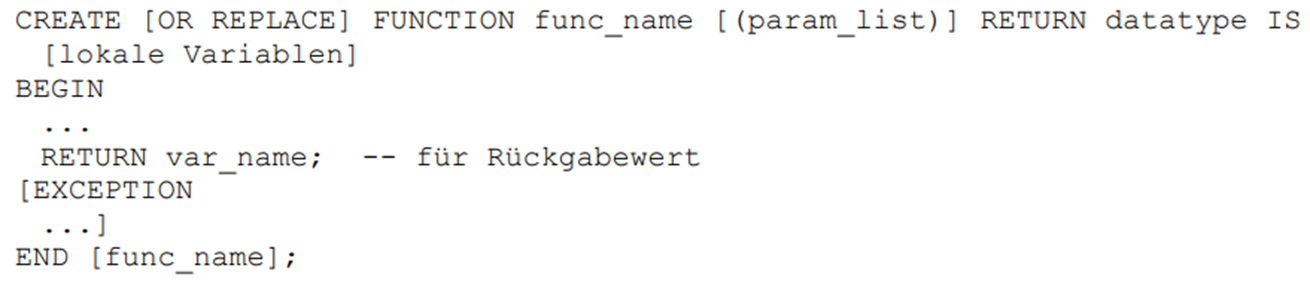 CREATE [OR REPLACE] FUNCTION func_name [(param_list)] RETURN datatype IS
[lokale Variablen]
BEGIN
...
RETURN var_name; -- für Rückgabewert
[EXCEPTION
...]
END [func_name];